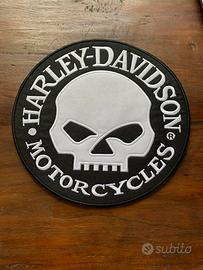 • HARLEY-DAVIDSON •
MOTORCYCLES
©
subito